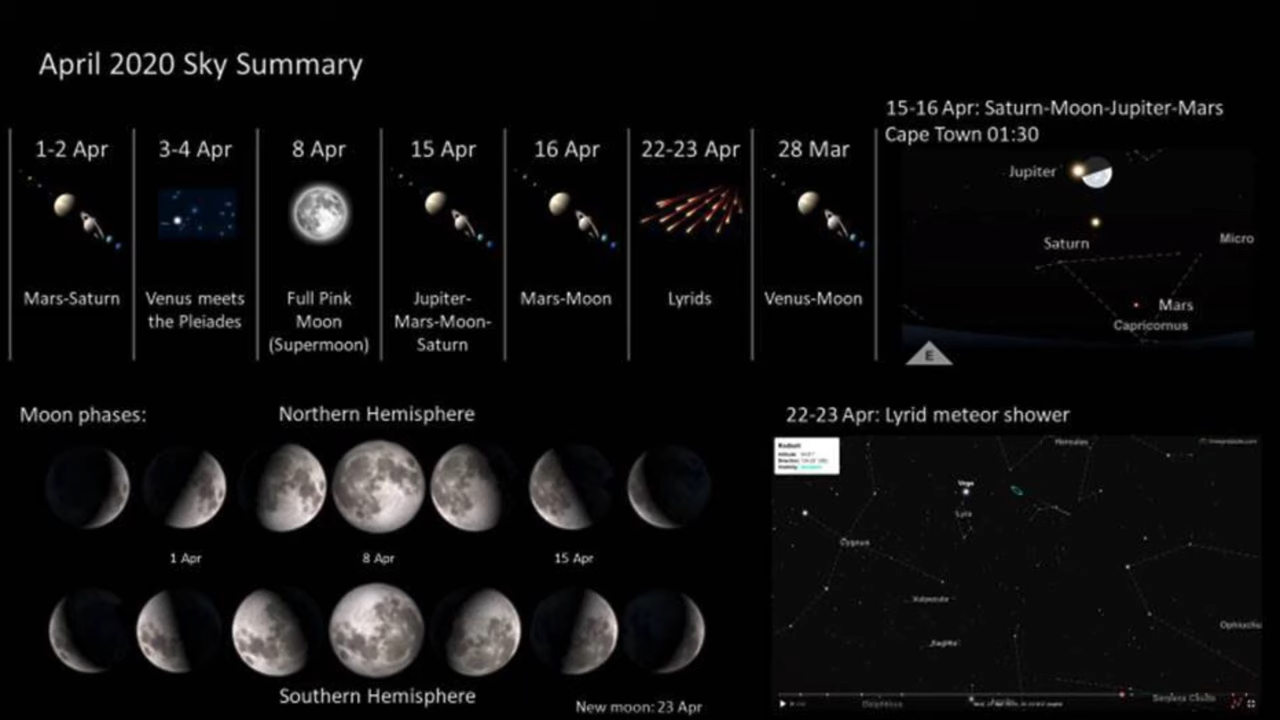 April 2020 Sky Summary
1-2 Apr
Mars-Saturn
3-4 Apr
Venus meets
the Pleiades
8 Apr
Full Pink
Moon
(Supermoon)
15 Apr
Jupiter-
Mars-Moon-
Saturn
16 Apr
Mars-Moon
22-23 Apr
Lyrids
28 Mar
Venus-Moon
15-16 Apr: Saturn-Moon-Jupiter-Mars
Cape Town 01:30
Jupiter
Saturn
Micro
Mars
Capricornus
E
Moon phases:
Northern Hemisphere
1 Apr
8 Apr
15 Apr
Southern Hemisphere
New moon: 23 Apr
22-23 Apr: Lyrid meteor shower
Hercules
Vega
Lyra
Cygnus
Sagitta
Ophiuchu
Serpens Cauda
Delphinus